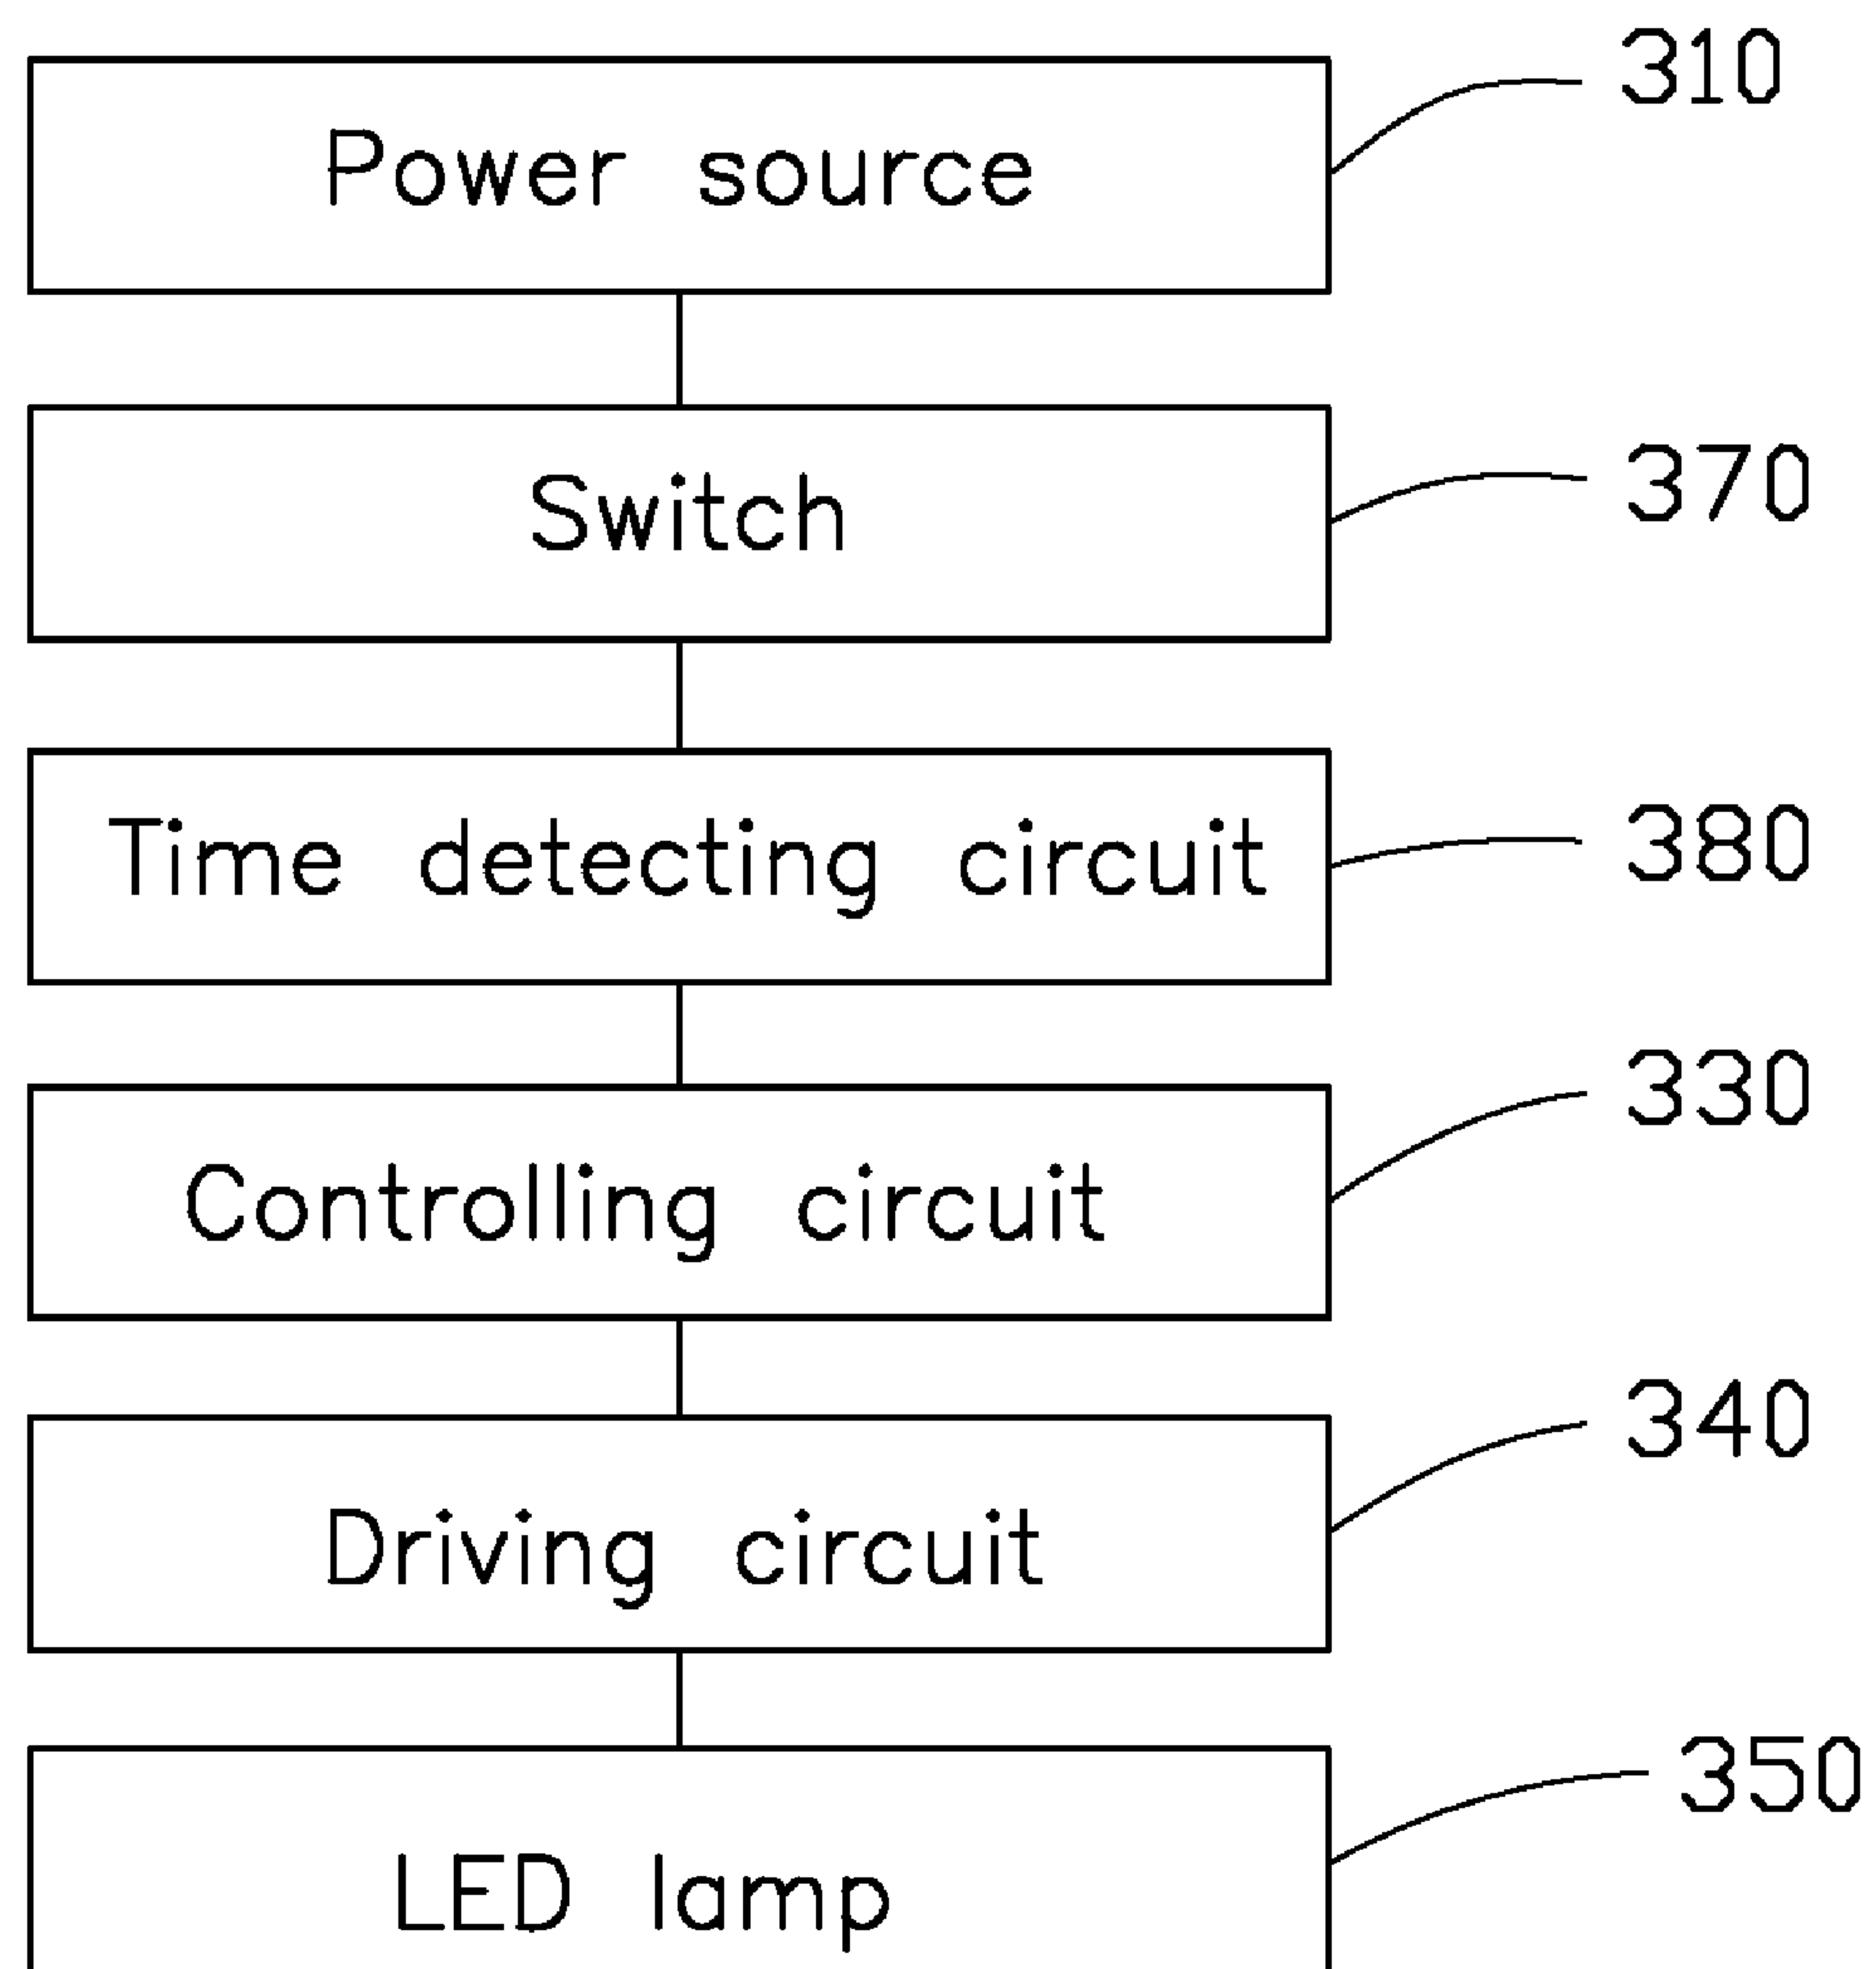 310
Power source
370
Switch
380
Time detecting circuit
330
Controlling circuit
340
Driving circuit
350
LED lamp